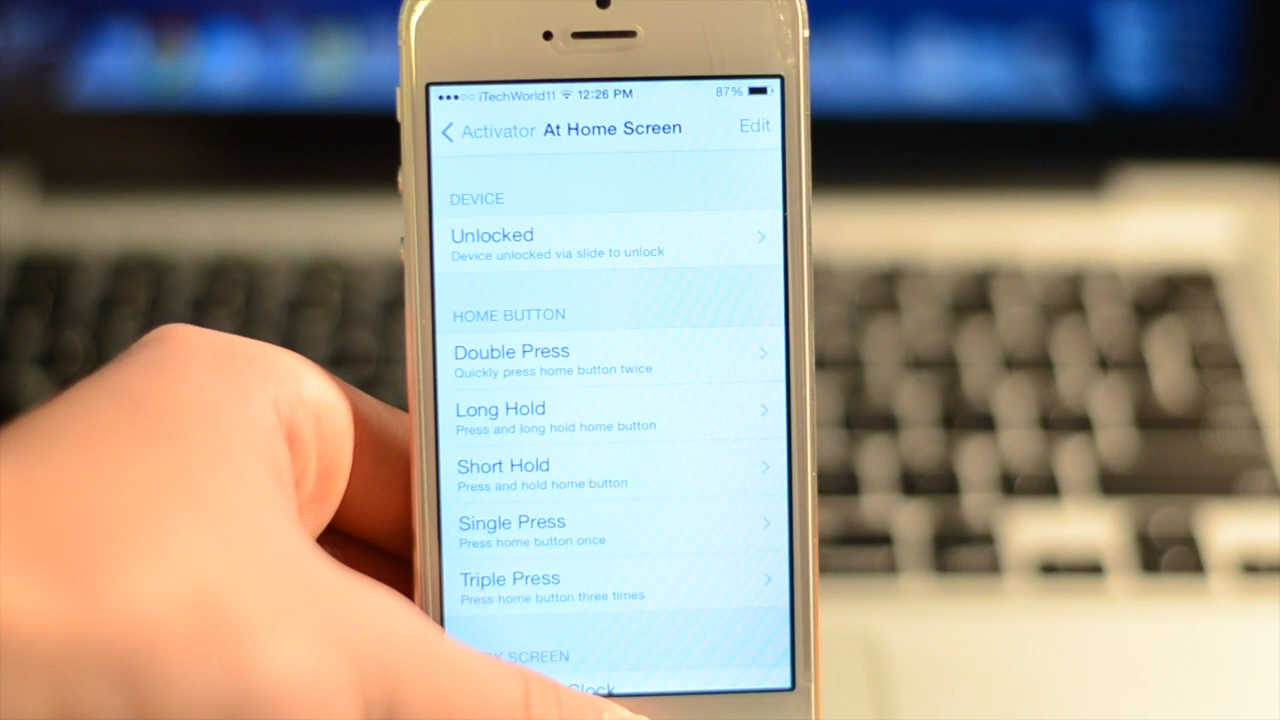 iTechWorld11 12:26 PM 87%
Activator At Home Screen Edit
DEVICE
Unlocked
Device unlocked via slide to unlock
HOME BUTTON
Double Press
Quickly press home button twice
Long Hold
Press and long hold home button
Short Hold
Press and hold home button
Single Press
Press home button once
Triple Press
Press home button three times
SCREEN
Clock